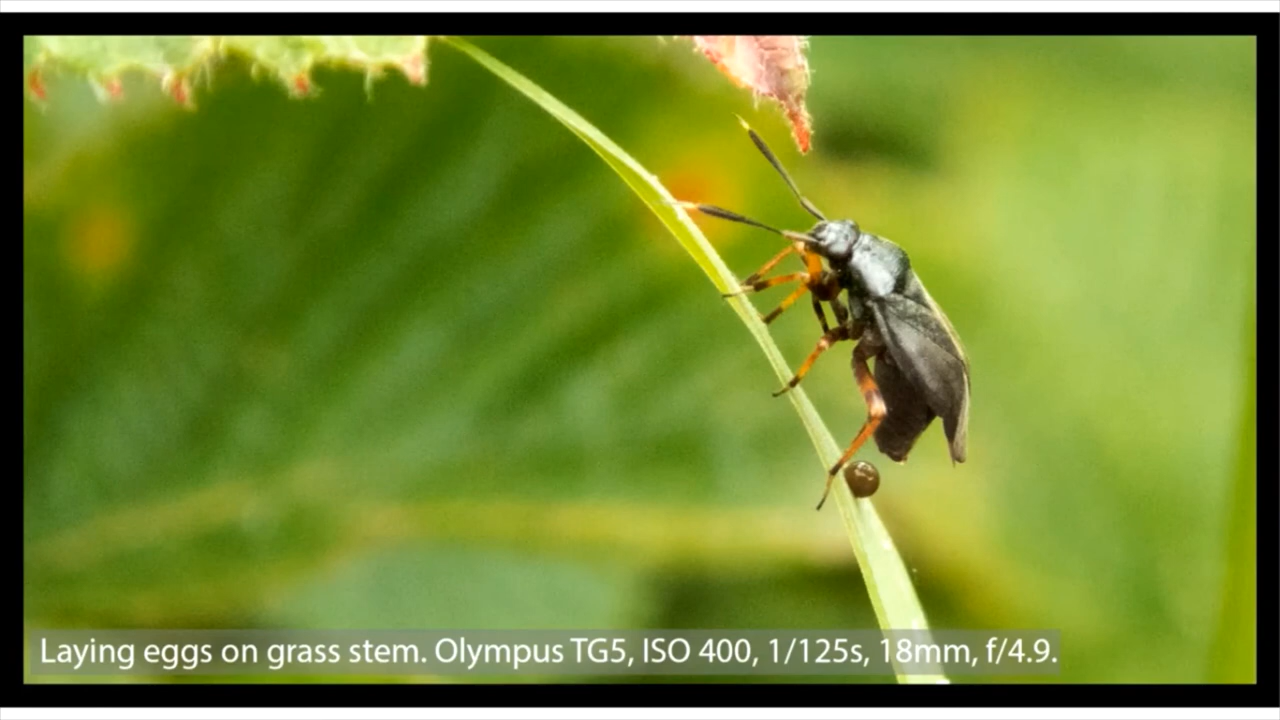 Laying eggs on grass stem. Olympus TG5, ISO 400, 1/125s, 18mm, f/4.9.